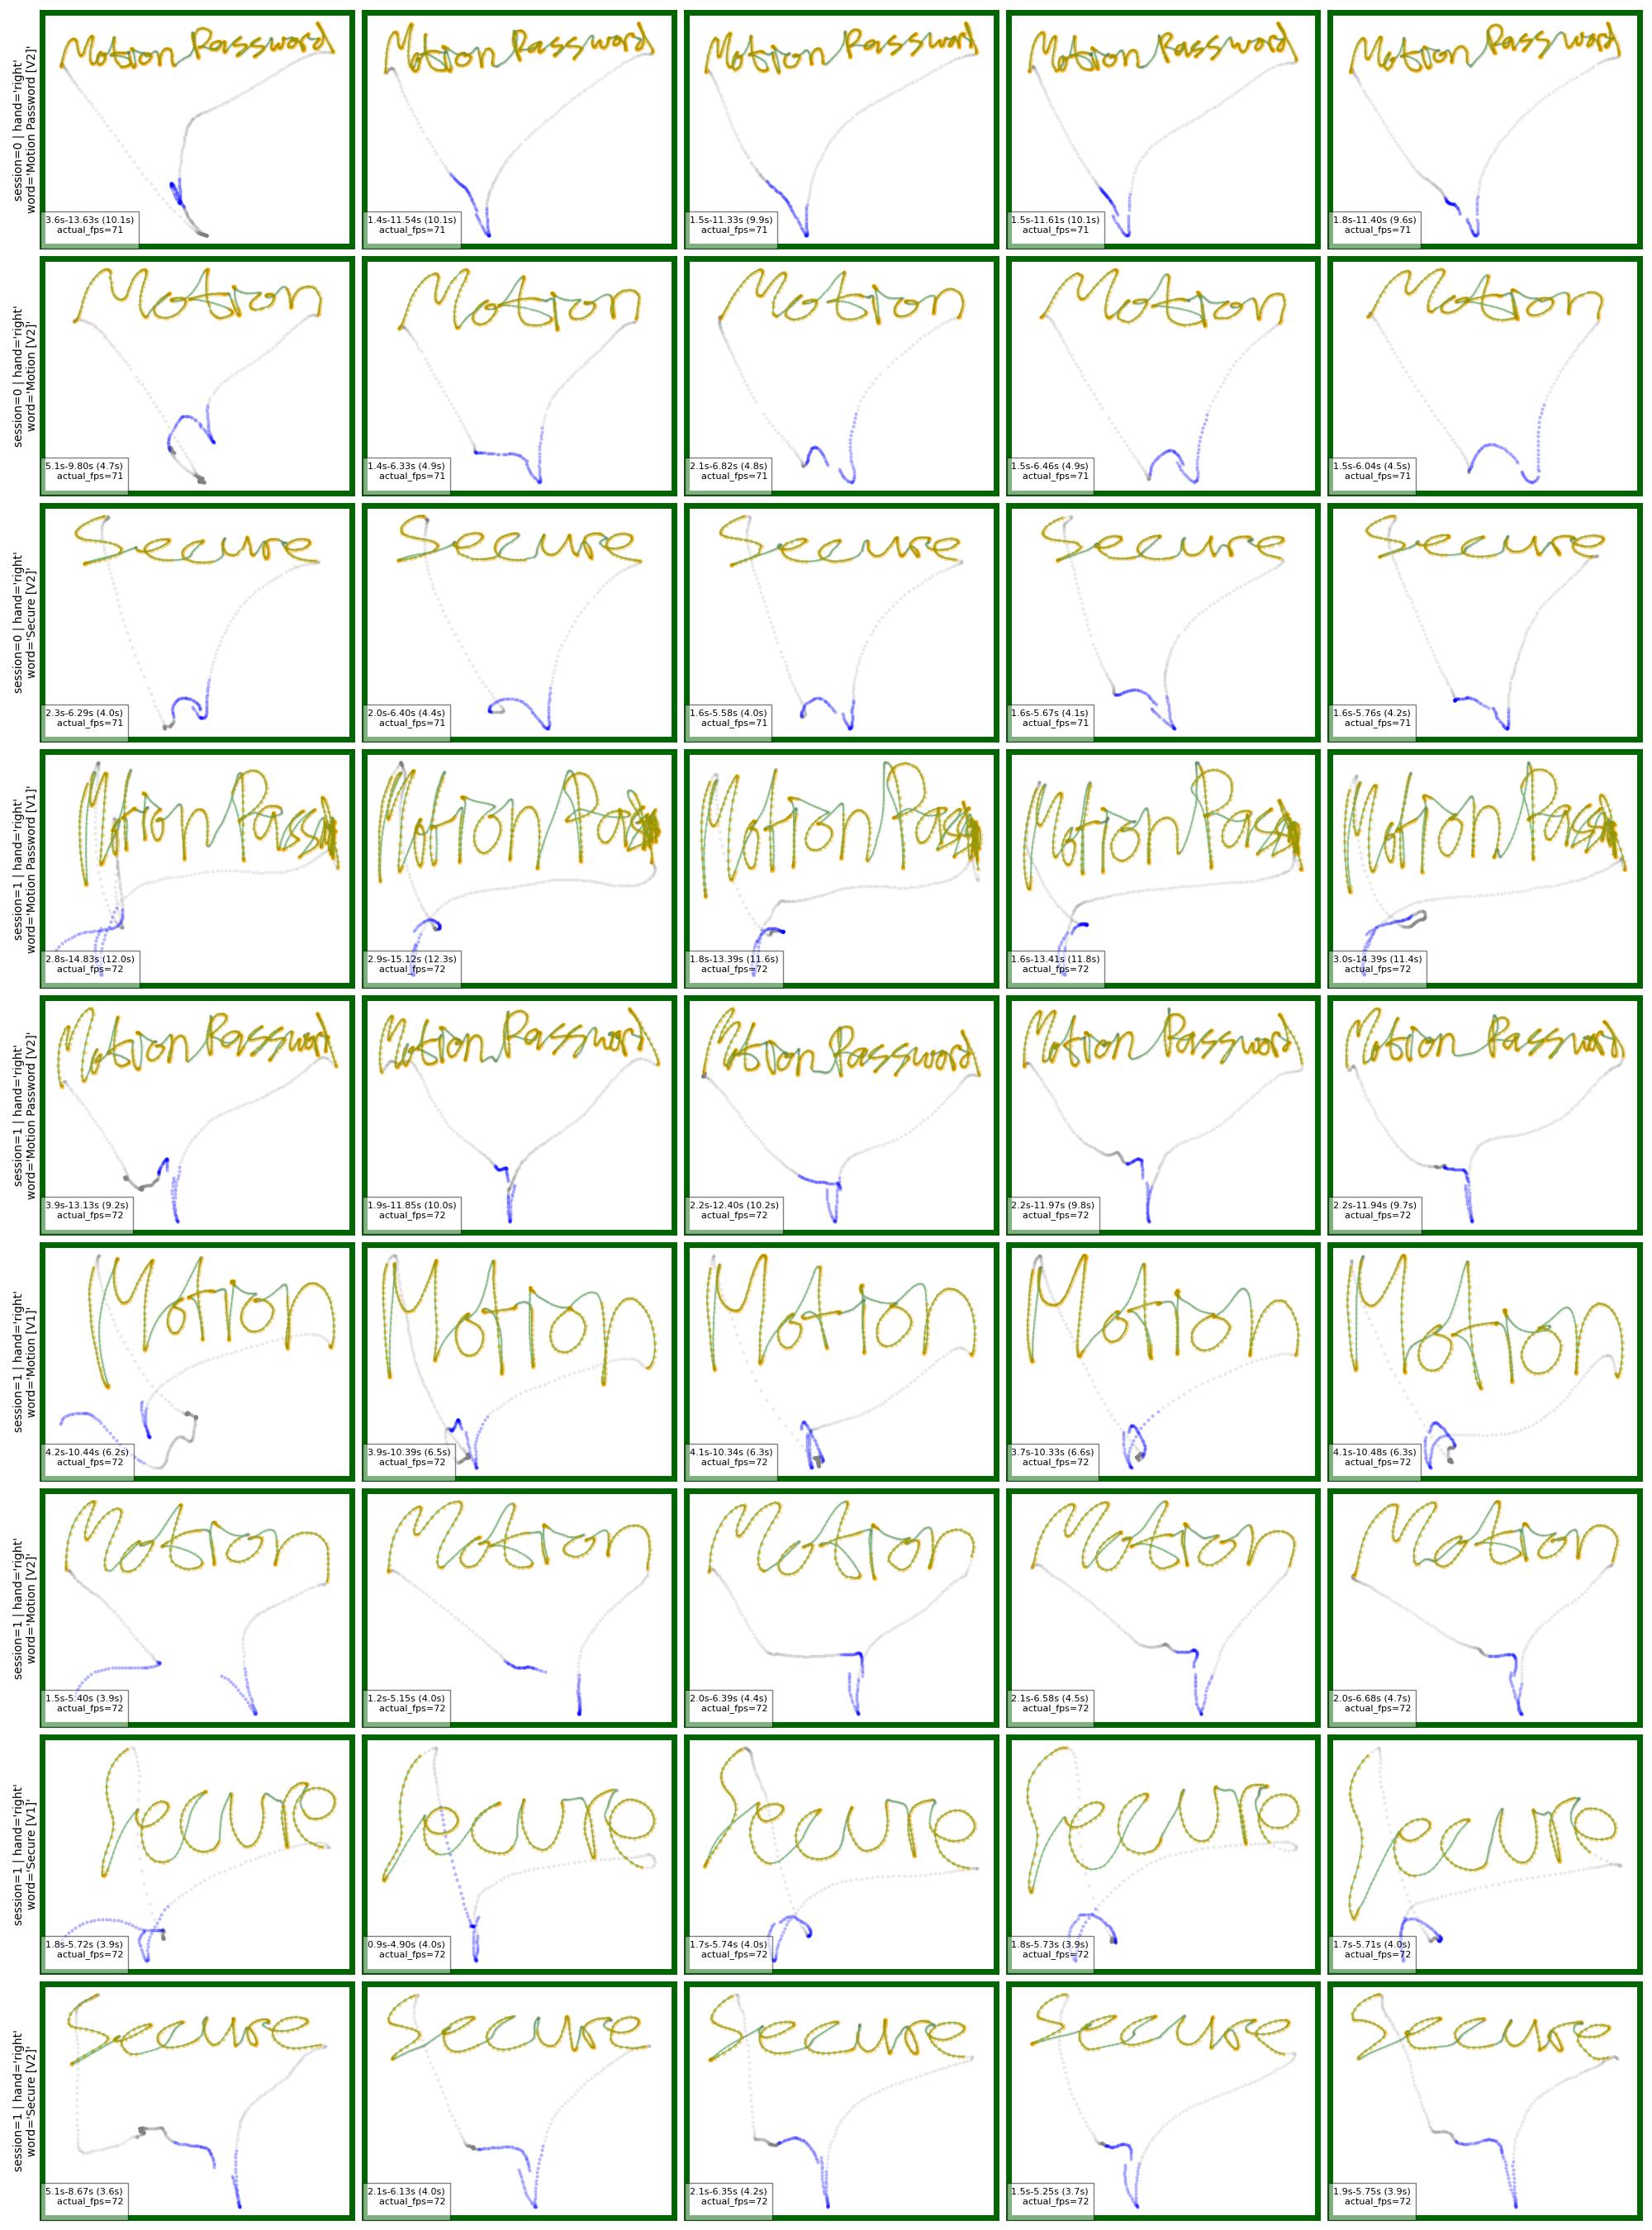 session=0 | hand='right'
word='Motion Password [V2]'
Motion Password
3.6s-13.63s (10.1s)
actual_fps=71
Motion Password
1.4s-11.54s (10.1s)
actual_fps=71
Motion Password
1.5s-11.33s (9.9s)
actual_fps=71
Motion Password
1.5s-11.61s (10.1s)
actual_fps=71
Motion Password
1.8s-11.40s (9.6s)
actual_fps=71
session=0 | hand='right'
word='Motion [V2]'
Motion
5.1s-9.80s (4.7s)
actual_fps=71
Motion
1.4s-6.33s (4.9s)
actual_fps=71
Motion
2.1s-6.82s (4.8s)
actual_fps=71
Motion
1.5s-6.46s (4.9s)
actual_fps=71
Motion
1.5s-6.04s (4.5s)
actual_fps=71
session=0 | hand='right'
word='Secure [V2]'
Secure
2.3s-6.29s (4.0s)
actual_fps=71
Secure
2.0s-6.40s (4.4s)
actual_fps=71
Secure
1.6s-5.58s (4.0s)
actual_fps=71
Secure
1.6s-5.67s (4.1s)
actual_fps=71
Secure
1.6s-5.76s (4.2s)
actual_fps=71
session=1 | hand='right'
word='Motion Password [V1]'
Motion
2.8s-14.83s (12.0s)
actual_fps=72
Motion
2.9s-15.12s (12.3s)
actual_fps=72
Motion
1.8s-13.39s (11.6s)
actual_fps=72
Motion
1.6s-13.41s (11.8s)
actual_fps=72
Motion
3.0s-14.39s (11.4s)
actual_fps=72
session=1 | hand='right'
word='Motion Password [V2]'
Motion Password
3.9s-13.13s (9.2s)
actual_fps=72
Motion Password
1.9s-11.85s (10.0s)
actual_fps=72
Motion Password
2.2s-12.40s (10.2s)
actual_fps=72
Motion Password
2.2s-11.97s (9.8s)
actual_fps=72
Motion Password
2.2s-11.94s (9.7s)
actual_fps=72
session=1 | hand='right'
word='Motion [V1]'
Motion
4.2s-10.44s (6.2s)
actual_fps=72
Motion
3.9s-10.39s (6.5s)
actual_fps=72
Motion
4.1s-10.34s (6.3s)
actual_fps=72
Motion
3.7s-10.33s (6.6s)
actual_fps=72
Motion
4.1s-10.48s (6.3s)
actual_fps=72
session=1 | hand='right'
word='Motion [V2]'
Motion
1.5s-5.40s (3.9s)
actual_fps=72
Motion
1.2s-5.15s (4.0s)
actual_fps=72
Motion
2.0s-6.39s (4.4s)
actual_fps=72
Motion
2.1s-6.58s (4.5s)
actual_fps=72
Motion
2.0s-6.68s (4.7s)
actual_fps=72
session=1 | hand='right'
word='Secure [V1]'
Secure
1.8s-5.72s (3.9s)
actual_fps=72
Secure
0.9s-4.90s (4.0s)
actual_fps=72
Secure
1.7s-5.74s (4.0s)
actual_fps=72
Secure
1.8s-5.73s (3.9s)
actual_fps=72
Secure
1.7s-5.71s (4.0s)
actual_fps=72
session=1 | hand='right'
word='Secure [V2]'
Secure
5.1s-8.67s (3.6s)
actual_fps=72
Secure
2.1s-6.13s (4.0s)
actual_fps=72
Secure
2.1s-6.35s (4.2s)
actual_fps=72
Secure
1.5s-5.25s (3.7s)
actual_fps=72
Secure
1.9s-5.75s (3.9s)
actual_fps=72